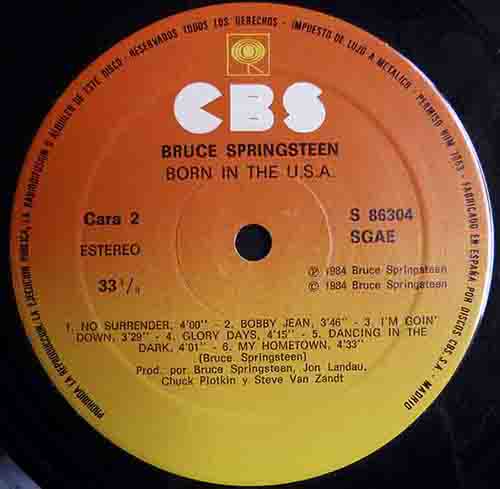 PROHIBIDA LA REPRODUCCION, LA EJECUCION PUBLICA, LA RADIODIFUSION O ALQUILER DE ESTE DISCO - RESERVADOS TODOS LOS DERECHOS - IMPUESTO DE LUJO A METALICO - PERMISO NUM 7063 - FABRICADO EN ESPAÑA POR DISCOS CBS, S.A. - MADRID
CBS
BRUCE SPRINGSTEEN
BORN IN THE U.S.A.
Cara 2
S 86304
ESTEREO
SGAE
33 1/3
℗ 1984 Bruce Springsteen
© 1984 Bruce Springsteen
1. NO SURRENDER, 4'00" - 2. BOBBY JEAN, 3'46" - 3. I'M GOIN'
DOWN, 3'29" - 4. GLORY DAYS, 4'15" - 5. DANCING IN THE
DARK, 4'01" - 6. MY HOMETOWN, 4'33"
(Bruce Springsteen)
Prod. por Bruce Springsteen, Jon Landau,
Chuck Plotkin y Steve Van Zandt